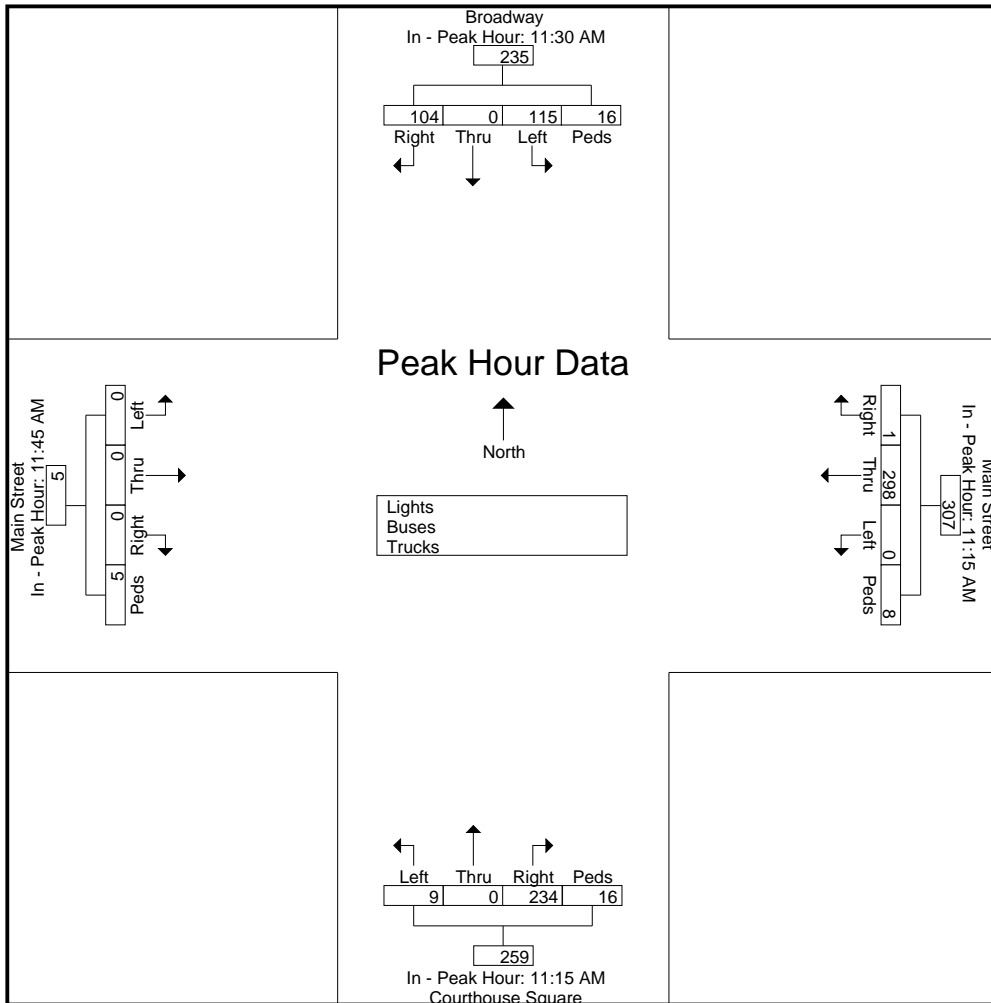 Broadway
In - Peak Hour: 11:30 AM
235
104 0 115 16
Right Thru Left Peds
Peak Hour Data
North
Lights
Buses
Trucks
Main Street
In - Peak Hour: 11:45 AM
5
0 0 0 5
Left Thru Right Peds
Main Street
In - Peak Hour: 11:15 AM
307
1 298 0 8
Right Thru Left Peds
Left Thru Right Peds
9 0 234 16
259
In - Peak Hour: 11:15 AM
Courthouse Square